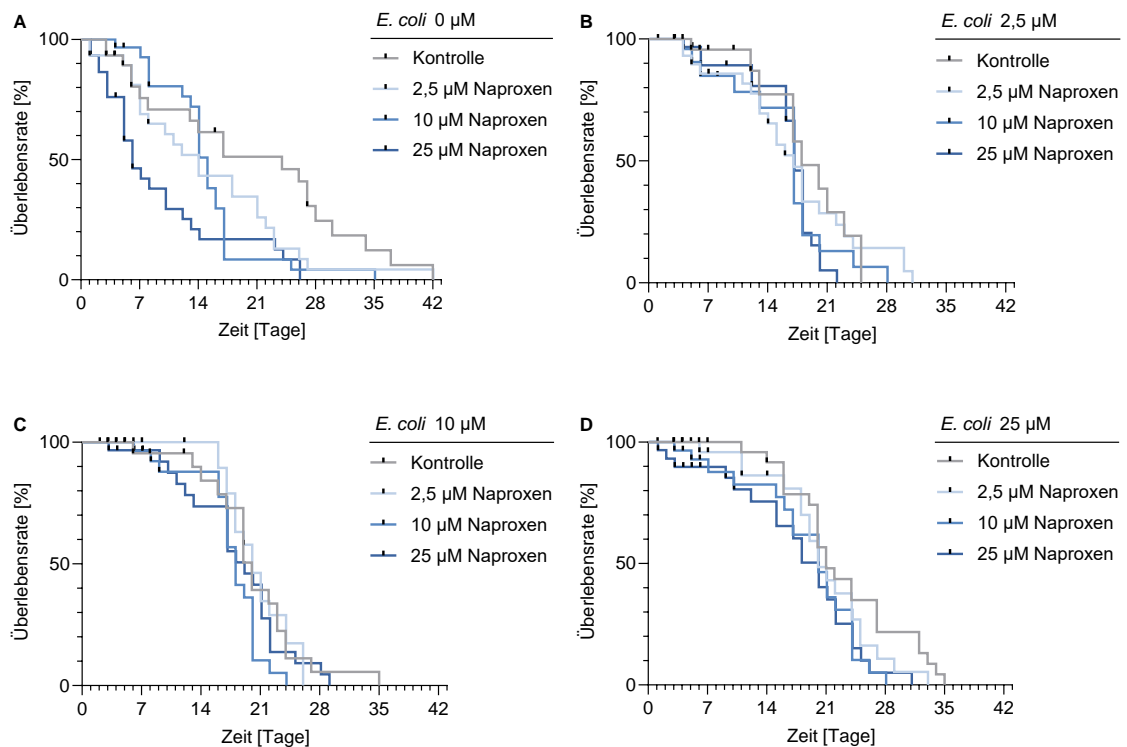 A
E. coli 0 µM
Kontrolle
2,5 µM Naproxen
10 µM Naproxen
25 µM Naproxen
Überlebensrate [%]
100
50
0
0 7 14 21 28 35 42
Zeit [Tage]
B
E. coli 2,5 µM
Kontrolle
2,5 µM Naproxen
10 µM Naproxen
25 µM Naproxen
Überlebensrate [%]
100
50
0
0 7 14 21 28 35 42
Zeit [Tage]
C
E. coli 10 µM
Kontrolle
2,5 µM Naproxen
10 µM Naproxen
25 µM Naproxen
Überlebensrate [%]
100
50
0
0 7 14 21 28 35 42
Zeit [Tage]
D
E. coli 25 µM
Kontrolle
2,5 µM Naproxen
10 µM Naproxen
25 µM Naproxen
Überlebensrate [%]
100
50
0
0 7 14 21 28 35 42
Zeit [Tage]